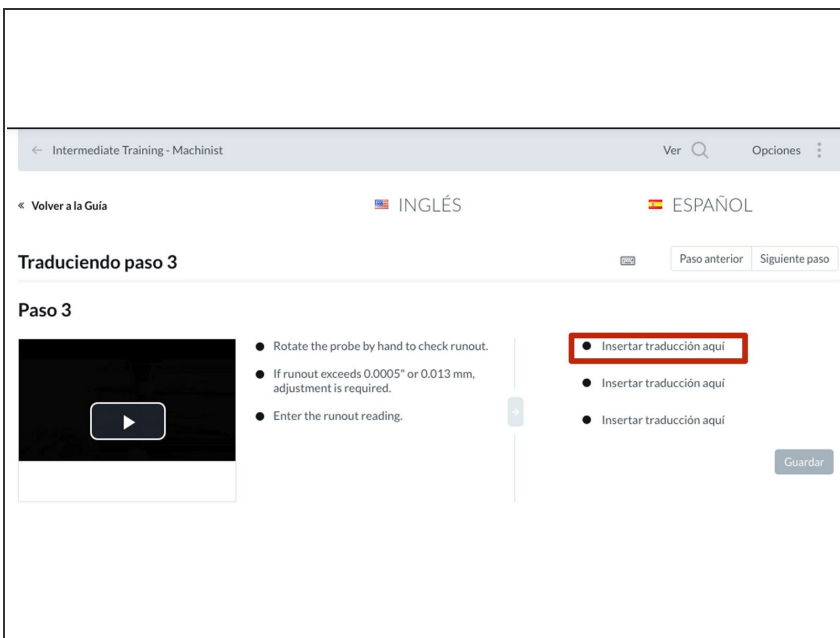 ← Intermediate Training - Machinist
Ver
Opciones
« Volver a la Guía
INGLÉS
ESPAÑOL
Traduciendo paso 3
Paso anterior
Siguiente paso
Paso 3
● Rotate the probe by hand to check runout.
● If runout exceeds 0.0005" or 0.013 mm,
adjustment is required.
● Enter the runout reading.
● Insertar traducción aquí
● Insertar traducción aquí
● Insertar traducción aquí
Guardar